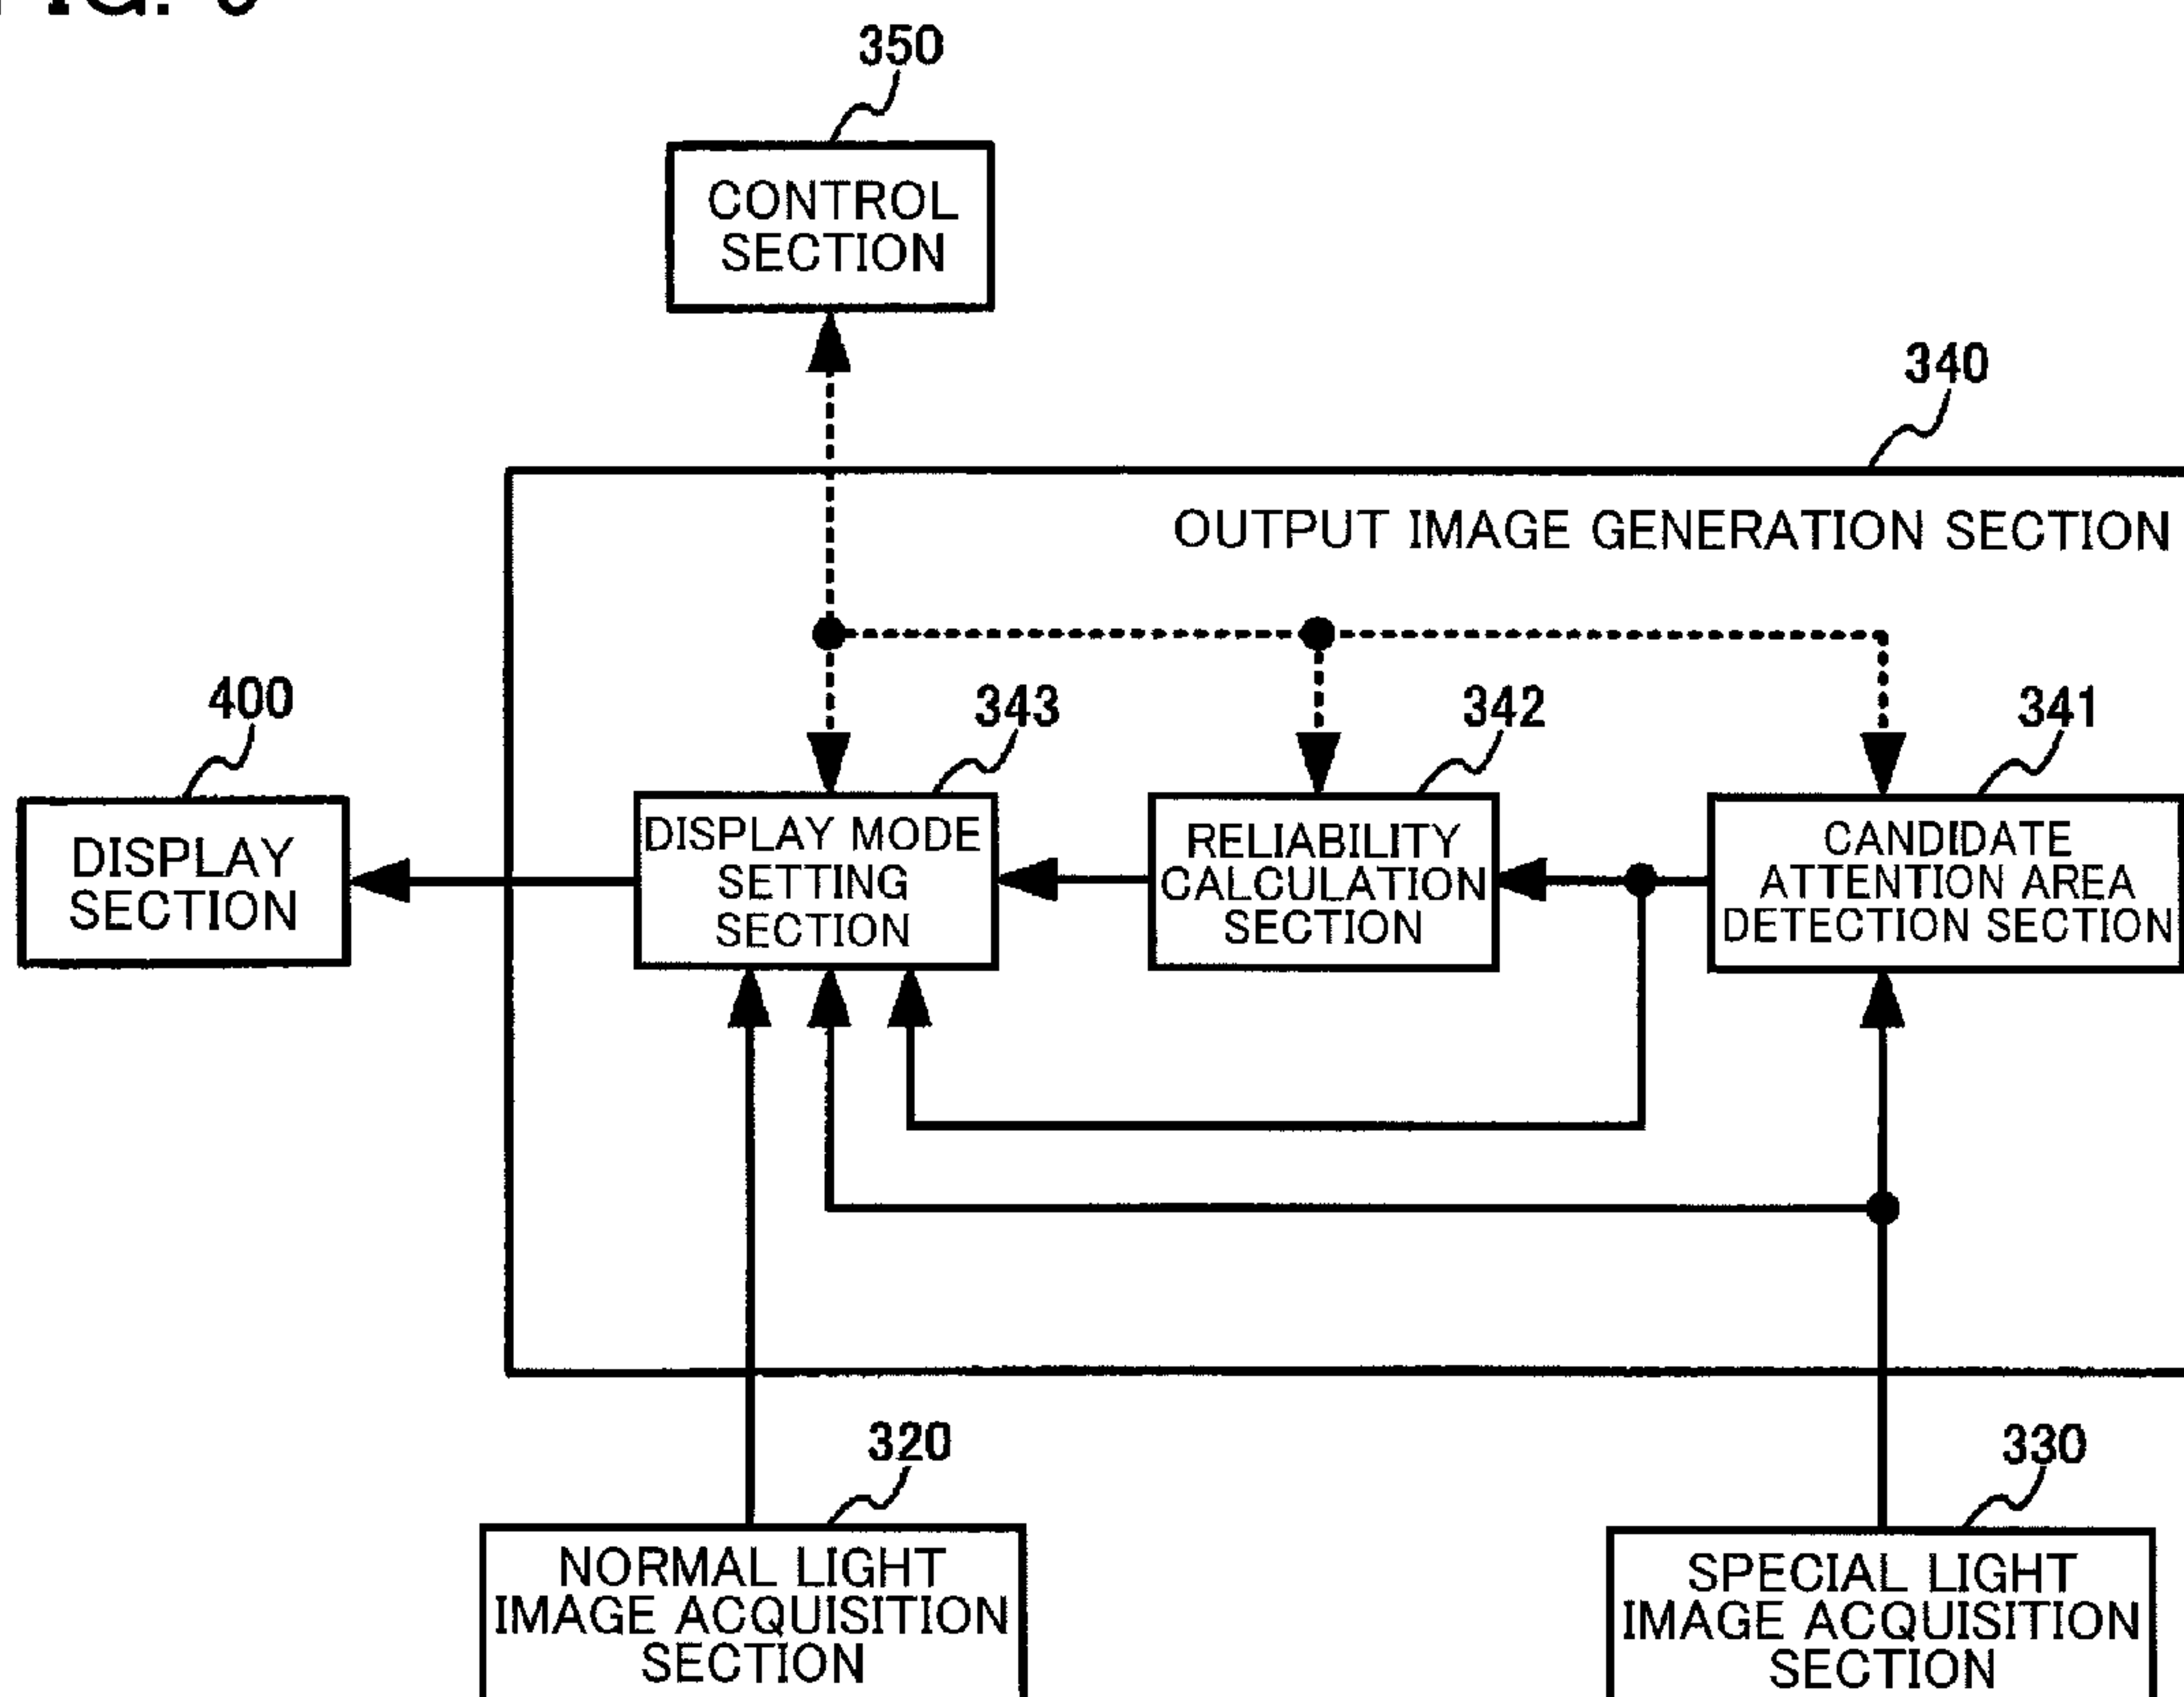 350
CONTROL
SECTION
340
OUTPUT IMAGE GENERATION SECTION
400
343
342
341
DISPLAY
SECTION
DISPLAY MODE
SETTING
SECTION
RELIABILITY
CALCULATION
SECTION
CANDIDATE
ATTENTION AREA
DETECTION SECTION
320
330
NORMAL LIGHT
IMAGE ACQUISITION
SECTION
SPECIAL LIGHT
IMAGE ACQUISITION
SECTION